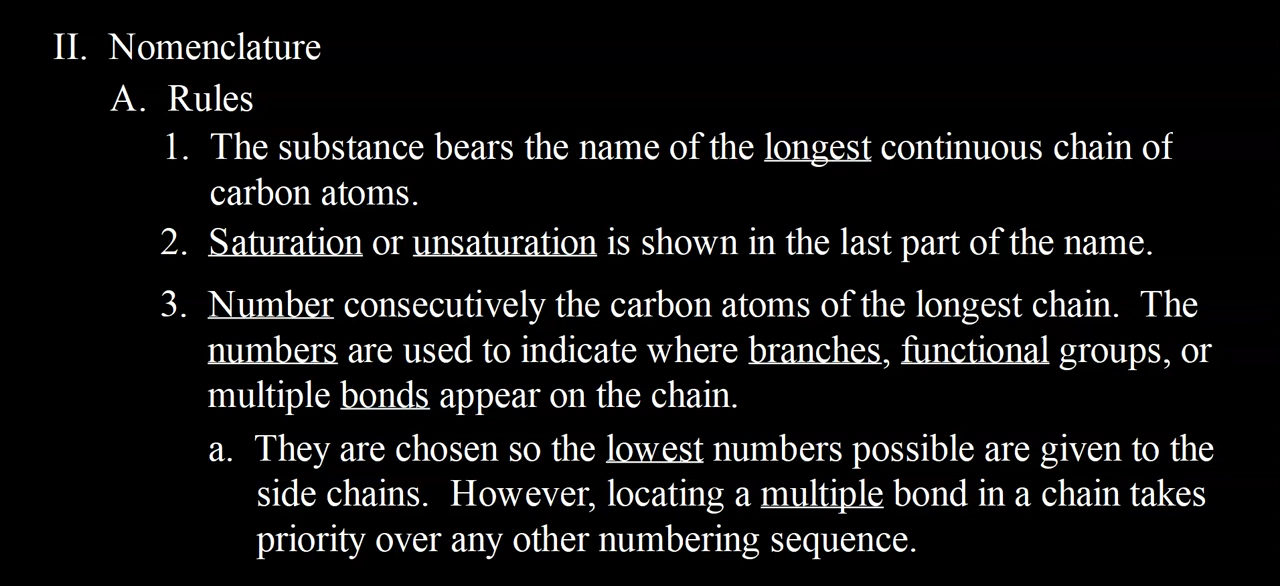 II. Nomenclature
A. Rules
1. The substance bears the name of the longest continuous chain of
carbon atoms.
2. Saturation or unsaturation is shown in the last part of the name.
3. Number consecutively the carbon atoms of the longest chain. The
numbers are used to indicate where branches, functional groups, or
multiple bonds appear on the chain.
a. They are chosen so the lowest numbers possible are given to the
side chains. However, locating a multiple bond in a chain takes
priority over any other numbering sequence.